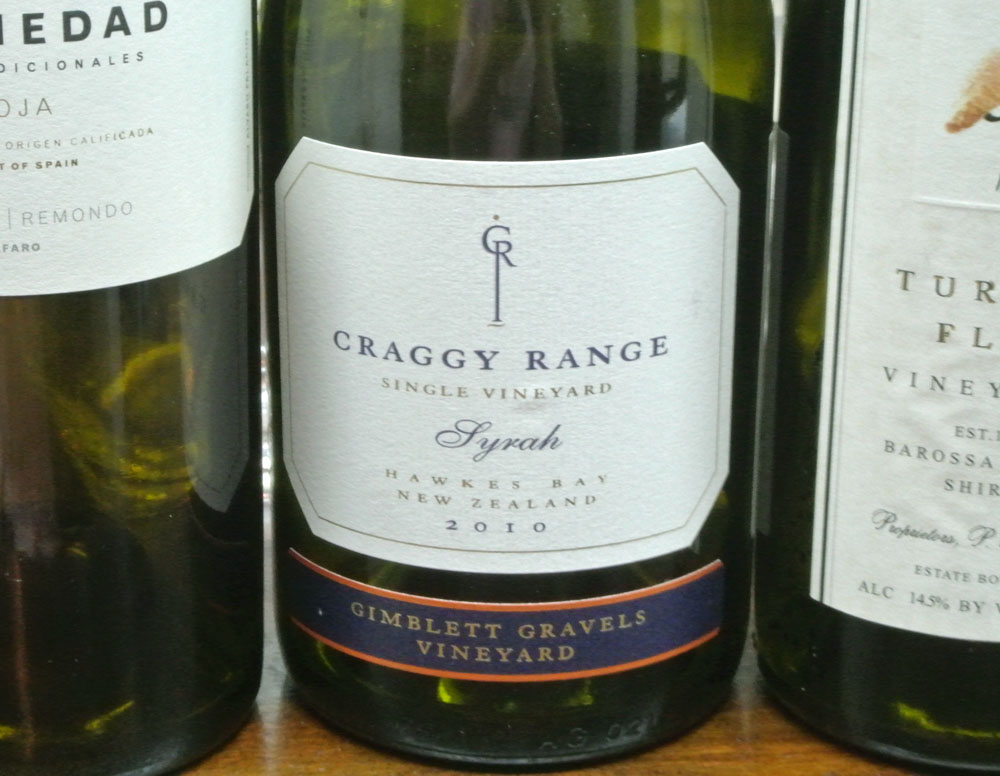 IEDAD
DICIONALES
OJA
ORIGEN CALIFICADA
T OF SPAIN
| REMONDO
FARO
CR
CRAGGY RANGE
SINGLE VINEYARD
Syrah
HAWKES BAY
NEW ZEALAND
2010
GIMBLETT GRAVELS
VINEYARD
TUR
FL
VINEY
EST.
BAROSSA
SHIR
Proprietors, P.
ESTATE BO
ALC 14.5% BY V